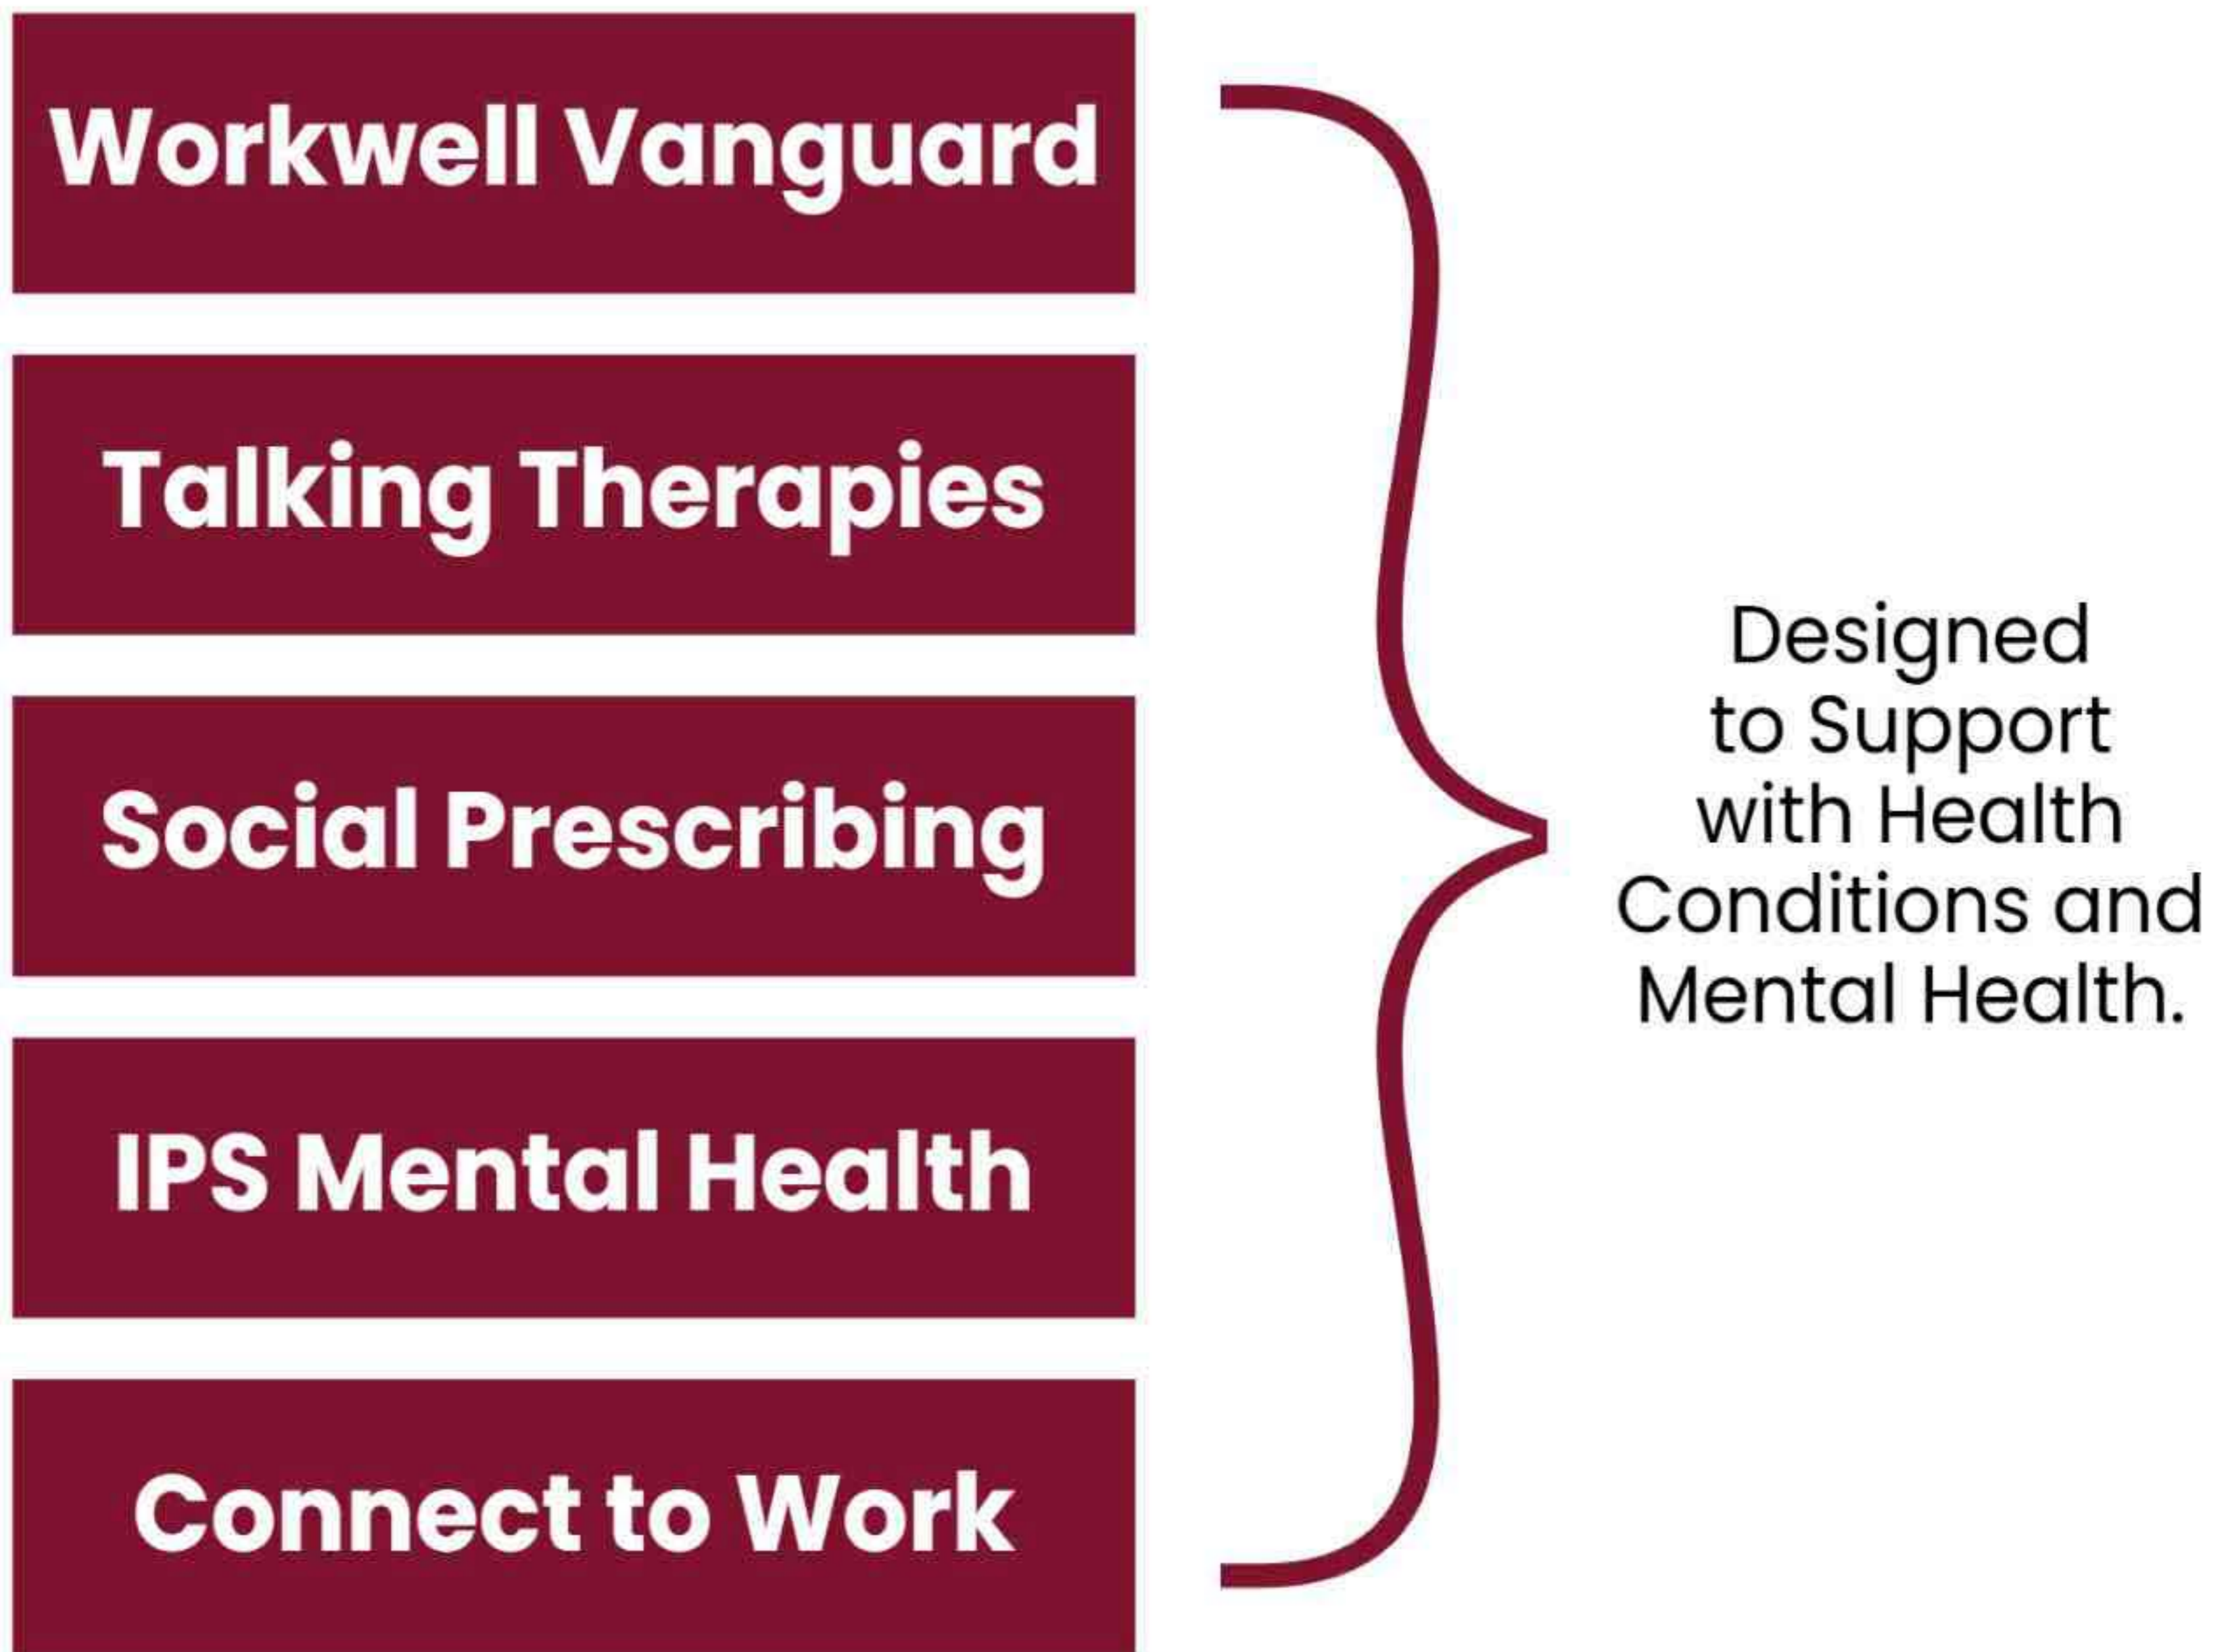 Workwell Vanguard
Talking Therapies
Social Prescribing
IPS Mental Health
Connect to Work
Designed
to Support
with Health
Conditions and
Mental Health.